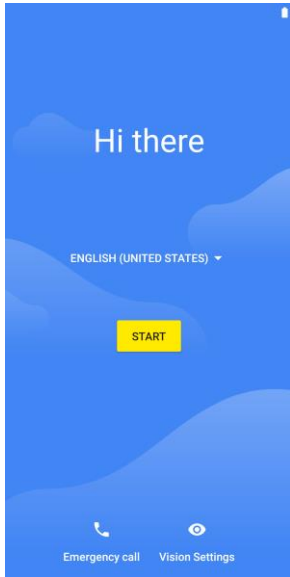 Hi there
ENGLISH (UNITED STATES)
START
Emergency call
Vision Settings